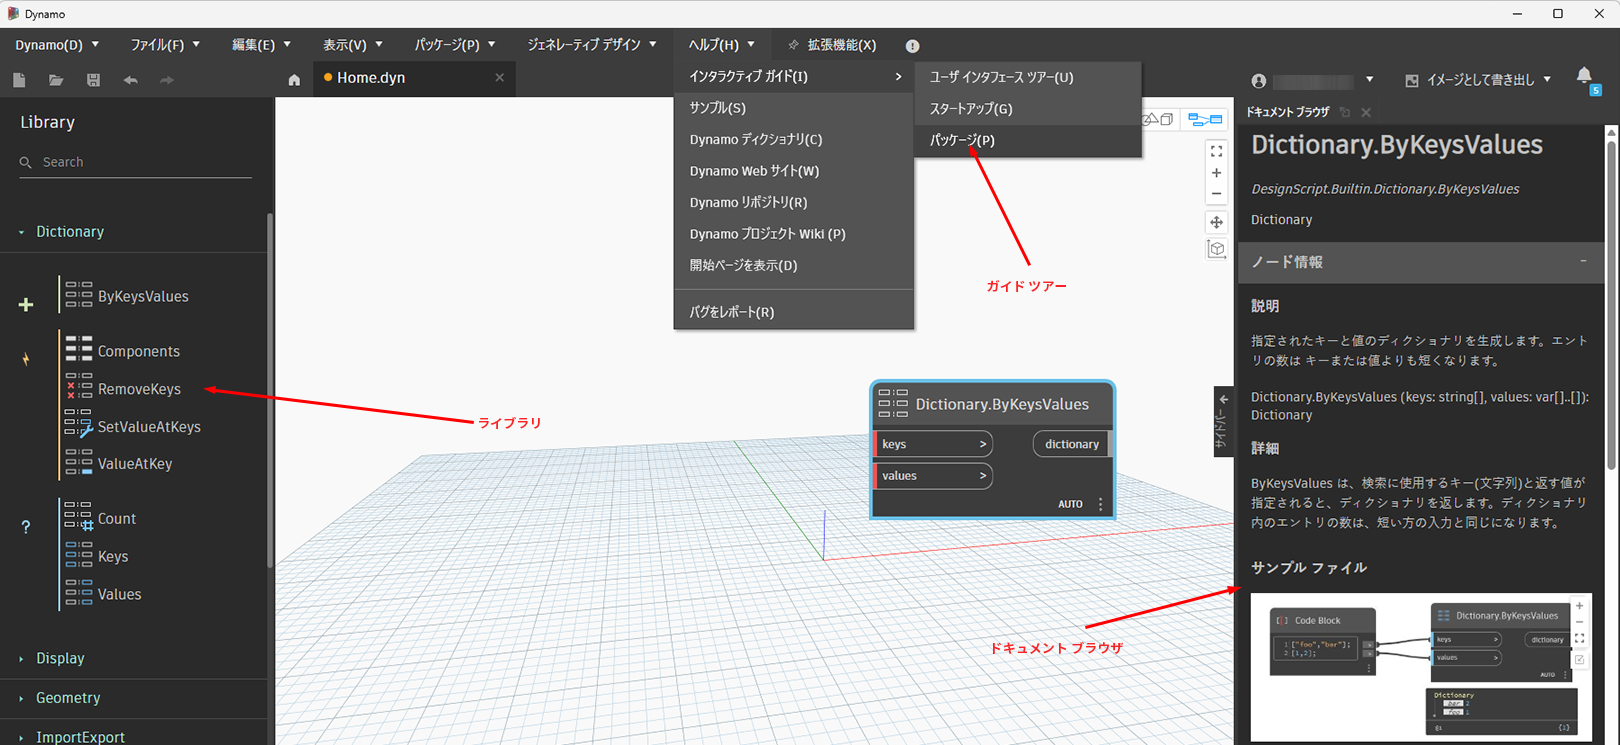 Dynamo
Dynamo(D)
ファイル(F)
編集(E)
表示(V)
パッケージ(P)
ジェネレーティブ デザイン
ヘルプ(H)
拡張機能(X)
Home.dyn
イメージとして書き出し
5
インタラクティブ ガイド(I)
サンプル(S)
Dynamo ディクショナリ(C)
Dynamo Web サイト(W)
Dynamo リポジトリ(R)
Dynamo プロジェクト Wiki (P)
開始ページを表示(D)
バグをレポート(R)
ユーザ インタフェース ツアー(U)
スタートアップ(G)
パッケージ(P)
ガイド ツアー
Library
Search
Dictionary
ByKeysValues
Components
RemoveKeys
SetValueAtKeys
ValueAtKey
Count
Keys
Values
Display
Geometry
ImportExport
ライブラリ
Dictionary.ByKeysValues
keys >
dictionary
values >
AUTO
ドキュメント ブラウザ
サイドバー
ドキュメント ブラウザ
Dictionary.ByKeysValues
DesignScript.Builtin.Dictionary.ByKeysValues
Dictionary
ノード情報
説明
指定されたキーと値のディクショナリを生成します。エント
リの数は キーまたは値よりも短くなります。
Dictionary.ByKeysValues (keys: string[], values: var[]..[]):
Dictionary
詳細
ByKeysValues は、検索に使用するキー(文字列)と返す値が
指定されると、ディクショナリを返します。ディクショナリ
内のエントリの数は、短い方の入力と同じになります。
サンプル ファイル
Code Block
1 ["foo","bar"];
2 [1,2];
Dictionary.ByKeysValues
keys >
dictionary
values >
AUTO
Dictionary
bar 2
foo 1
@1
{1}